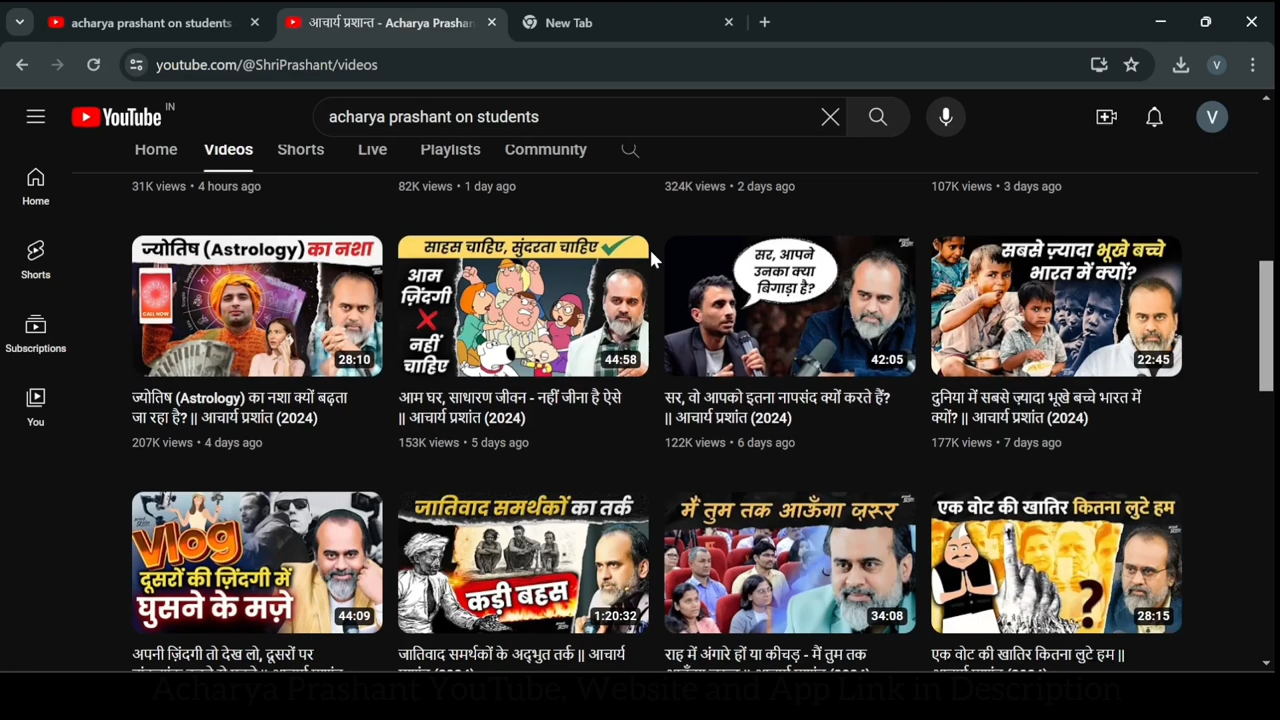 acharya prashant on students
आचार्य प्रशान्त - Acharya Prashan
New Tab
youtube.com/@ShriPrashant/videos
V
YouTube IN
acharya prashant on students
V
Home Videos Shorts Live Playlists Community
Home
Shorts
Subscriptions
You
31K views • 4 hours ago
82K views • 1 day ago
324K views • 2 days ago
107K views • 3 days ago
ज्योतिष (Astrology) का नशा
CALL NOW
28:10
साहस चाहिए, सुंदरता चाहिए
आम
ज़िंदगी
नहीं
चाहिए
44:58
सर, आपने
उनका क्या
बिगाड़ा है?
42:05
सबसे ज़्यादा भूखे बच्चे
भारत में क्यों?
22:45
ज्योतिष (Astrology) का नशा क्यों बढ़ता
जा रहा है? || आचार्य प्रशांत (2024)
207K views • 4 days ago
आम घर, साधारण जीवन - नहीं जीना है ऐसे
|| आचार्य प्रशांत (2024)
153K views • 5 days ago
सर, वो आपको इतना नापसंद क्यों करते हैं?
|| आचार्य प्रशांत (2024)
122K views • 6 days ago
दुनिया में सबसे ज़्यादा भूखे बच्चे भारत में
क्यों? || आचार्य प्रशांत (2024)
177K views • 7 days ago
Vlog
दूसरों की ज़िंदगी में
घुसने के मज़े
44:09
जातिवाद समर्थकों का तर्क
कड़ी बहस
1:20:32
मैं तुम तक आऊँगा ज़रूर
34:08
एक वोट की खातिर कितना लुटे हम
?
28:15
अपनी ज़िंदगी तो देख लो, दूसरों पर
जातिवाद समर्थकों के अद्भुत तर्क || आचार्य
राह में अंगारे हों या कीचड़ - मैं तुम तक
एक वोट की खातिर कितना लुटे हम ||
Acharya Prashant YouTube, Website and App Link in Description